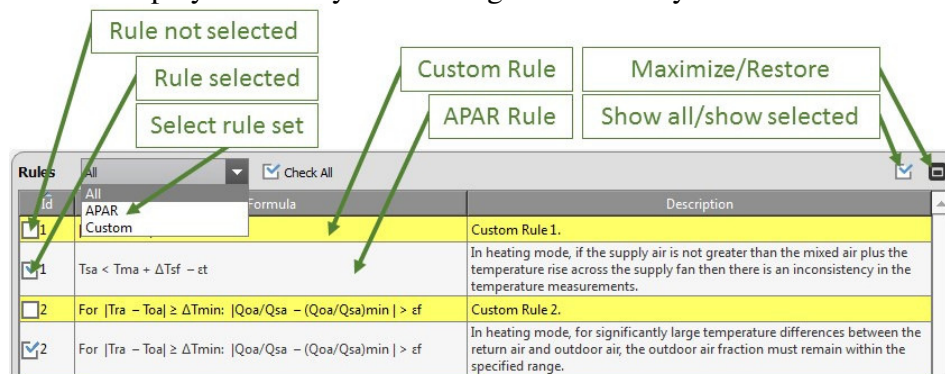 Rule not selected
Rule selected
Select rule set
Custom Rule
APAR Rule
Maximize/Restore
Show all/show selected
Rules All Check All
All
APAR
Custom
Id Formula Description
1 Custom Rule 1.
1 Tsa < Tma + ΔTsf – εt In heating mode, if the supply air is not greater than the mixed air plus the
temperature rise across the supply fan then there is an inconsistency in the
temperature measurements.
2 For |Tra – Toa| ≥ ΔTmin: |Qoa/Qsa – (Qoa/Qsa)min | > εf Custom Rule 2.
2 For |Tra – Toa| ≥ ΔTmin: |Qoa/Qsa – (Qoa/Qsa)min | > εf In heating mode, for significantly large temperature differences between the
return air and outdoor air, the outdoor air fraction must remain within the
specified range.